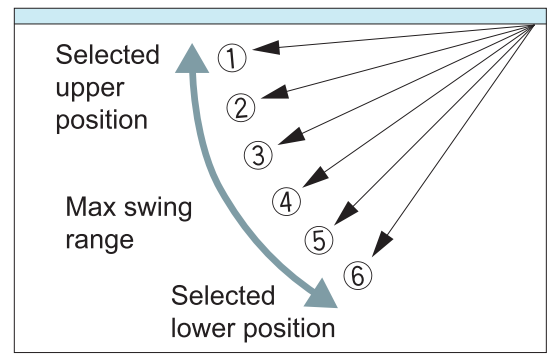 Selected
upper
position
①
②
③
④
⑤
⑥
Max swing
range
Selected
lower position